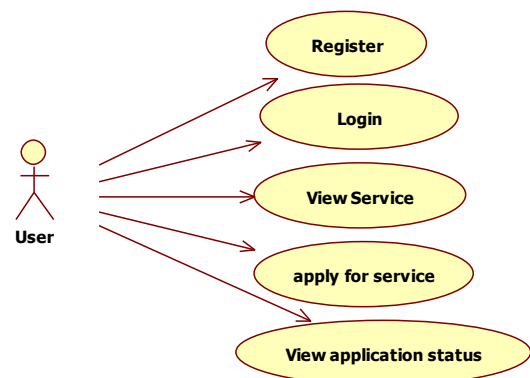 Register
Login
View Service
User
apply for service
View application status